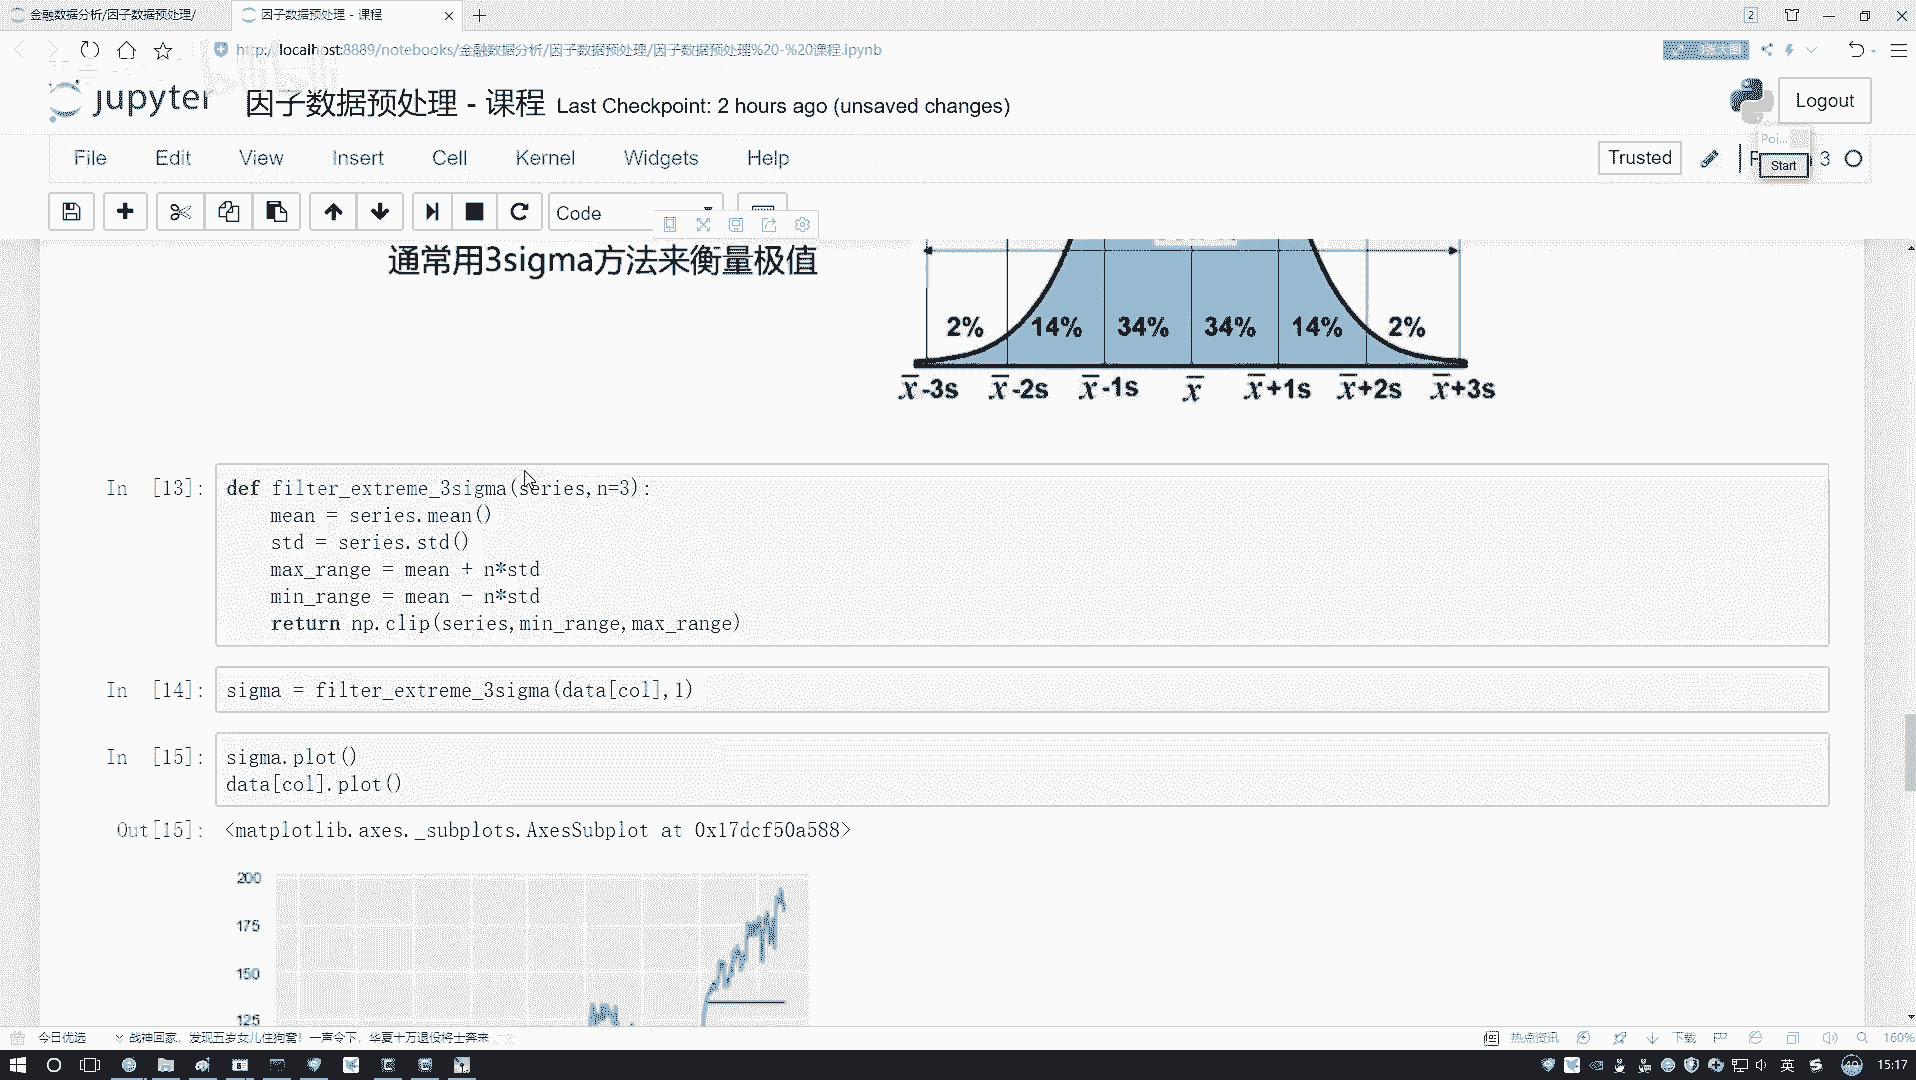 金融数据分析/因子数据预处理/
因子数据预处理 - 课程
2
http://localhost:8889/notebooks/金融数据分析/因子数据预处理/因子数据预处理%20-%20课程.ipynb
jupyter 因子数据预处理 - 课程 Last Checkpoint: 2 hours ago (unsaved changes)
Logout
Poi...
File Edit View Insert Cell Kernel Widgets Help
Trusted
3
Start
Code
通常用3sigma方法来衡量极值
2% 14% 34% 34% 14% 2%
x̄-3s x̄-2s x̄-1s x̄ x̄+1s x̄+2s x̄+3s
In [13]: def filter_extreme_3sigma(series,n=3):
mean = series.mean()
std = series.std()
max_range = mean + n*std
min_range = mean - n*std
return np.clip(series,min_range,max_range)
In [14]: sigma = filter_extreme_3sigma(data[col],1)
In [15]: sigma.plot()
data[col].plot()
Out[15]: <matplotlib.axes._subplots.AxesSubplot at 0x17dcf50a588>
200
175
150
125
今日优选 战神回家，发现五岁女儿住狗窝！一声令下，华夏十万退役将士奔来
热点资讯 下载 160%
英 15:17